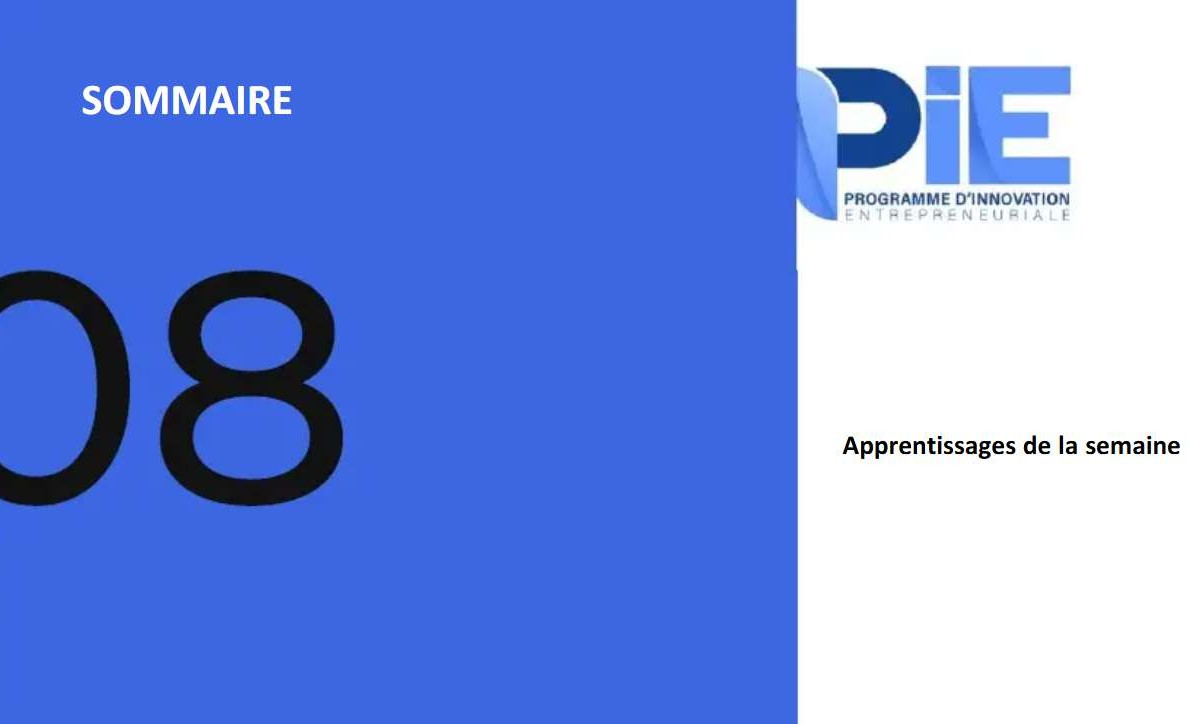 SOMMAIRE
PiE
PROGRAMME D'INNOVATION
ENTREPRENEURIALE
08
Apprentissages de la semaine